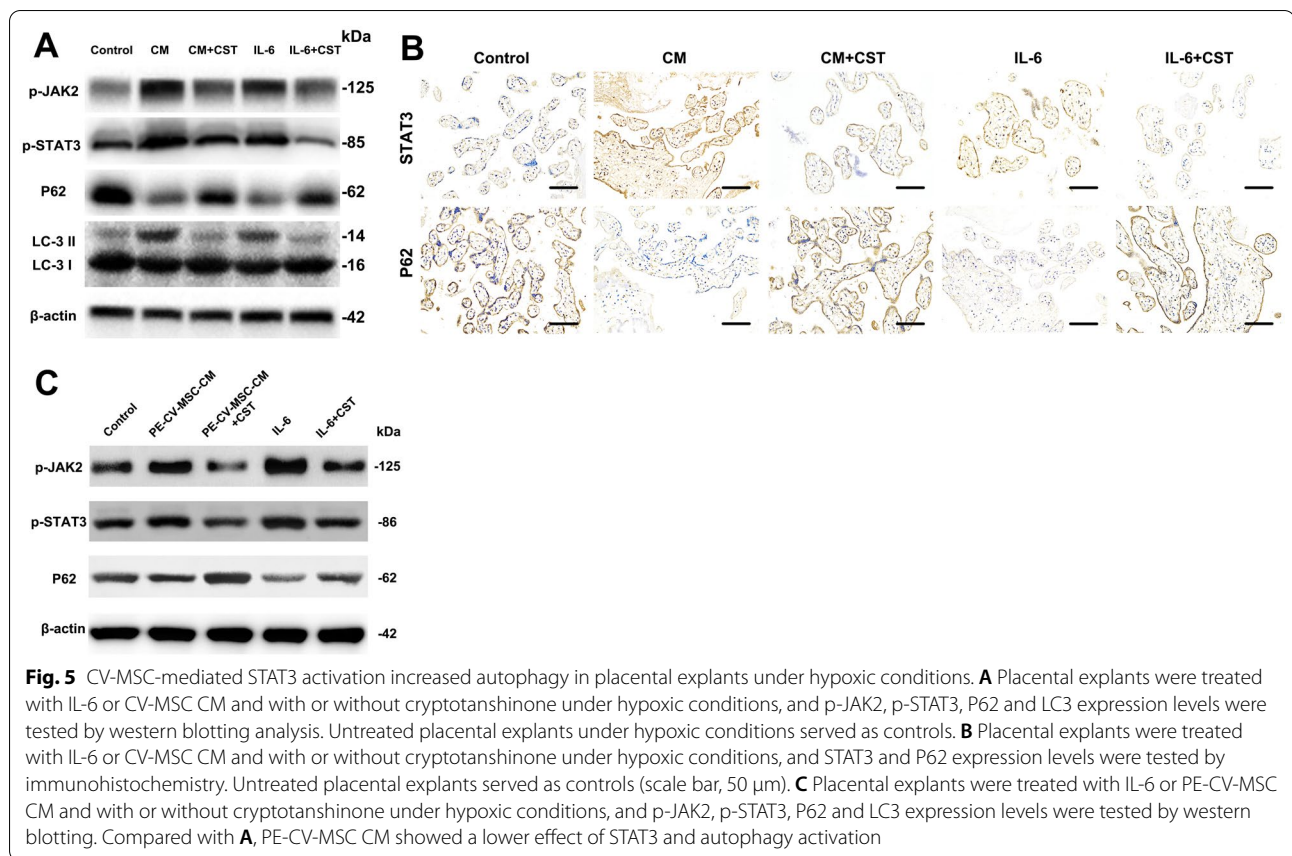 A
Control CM CM+CST IL-6 IL-6+CST kDa
p-JAK2 -125
p-STAT3 -85
P62 -62
LC-3 II -14
LC-3 I -16
β-actin -42
B
Control CM CM+CST IL-6 IL-6+CST
STAT3
P62
C
Control PE-CV-MSC-CM PE-CV-MSC-CM +CST IL-6 IL-6+CST kDa
p-JAK2 -125
p-STAT3 -86
P62 -62
β-actin -42
Fig. 5 CV-MSC-mediated STAT3 activation increased autophagy in placental explants under hypoxic conditions. A Placental explants were treated
with IL-6 or CV-MSC CM and with or without cryptotanshinone under hypoxic conditions, and p-JAK2, p-STAT3, P62 and LC3 expression levels were
tested by western blotting analysis. Untreated placental explants under hypoxic conditions served as controls. B Placental explants were treated
with IL-6 or CV-MSC CM and with or without cryptotanshinone under hypoxic conditions, and STAT3 and P62 expression levels were tested by
immunohistochemistry. Untreated placental explants served as controls (scale bar, 50 μm). C Placental explants were treated with IL-6 or PE-CV-MSC
CM and with or without cryptotanshinone under hypoxic conditions, and p-JAK2, p-STAT3, P62 and LC3 expression levels were tested by western
blotting. Compared with A, PE-CV-MSC CM showed a lower effect of STAT3 and autophagy activation